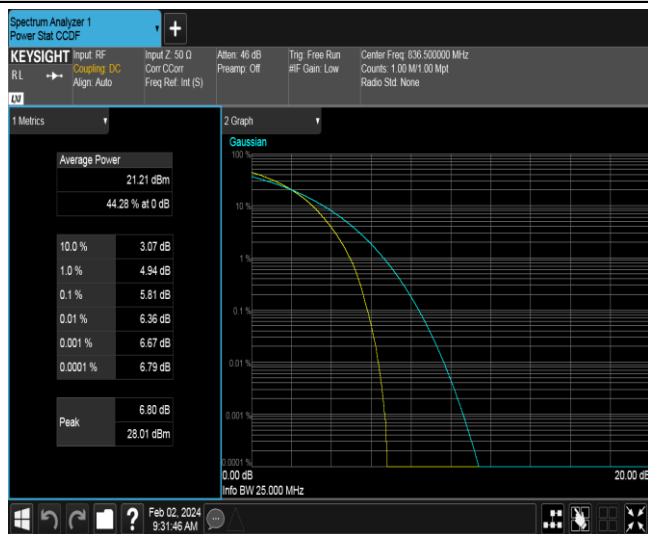 Spectrum Analyzer 1
Power Stat CCDF
+
KEYSIGHT
RL
LXI
Input: RF
Coupling: DC
Align: Auto
Input Z: 50 Ω
Corr CCorr
Freq Ref: Int (S)
Atten: 46 dB
Preamp: Off
Trig: Free Run
#IF Gain: Low
Center Freq: 836.500000 MHz
Counts: 1.00 M/1.00 Mpt
Radio Std: None
1 Metrics
Average Power
21.21 dBm
44.28 % at 0 dB
10.0 % 3.07 dB
1.0 % 4.94 dB
0.1 % 5.81 dB
0.01 % 6.36 dB
0.001 % 6.67 dB
0.0001 % 6.79 dB
Peak
6.80 dB
28.01 dBm
2 Graph
Gaussian
100 %
10 %
1 %
0.1 %
0.01 %
0.001 %
0.0001 %
0.00 dB
20.00 dB
Info BW 25.000 MHz
?
Feb 02, 2024
9:31:46 AM